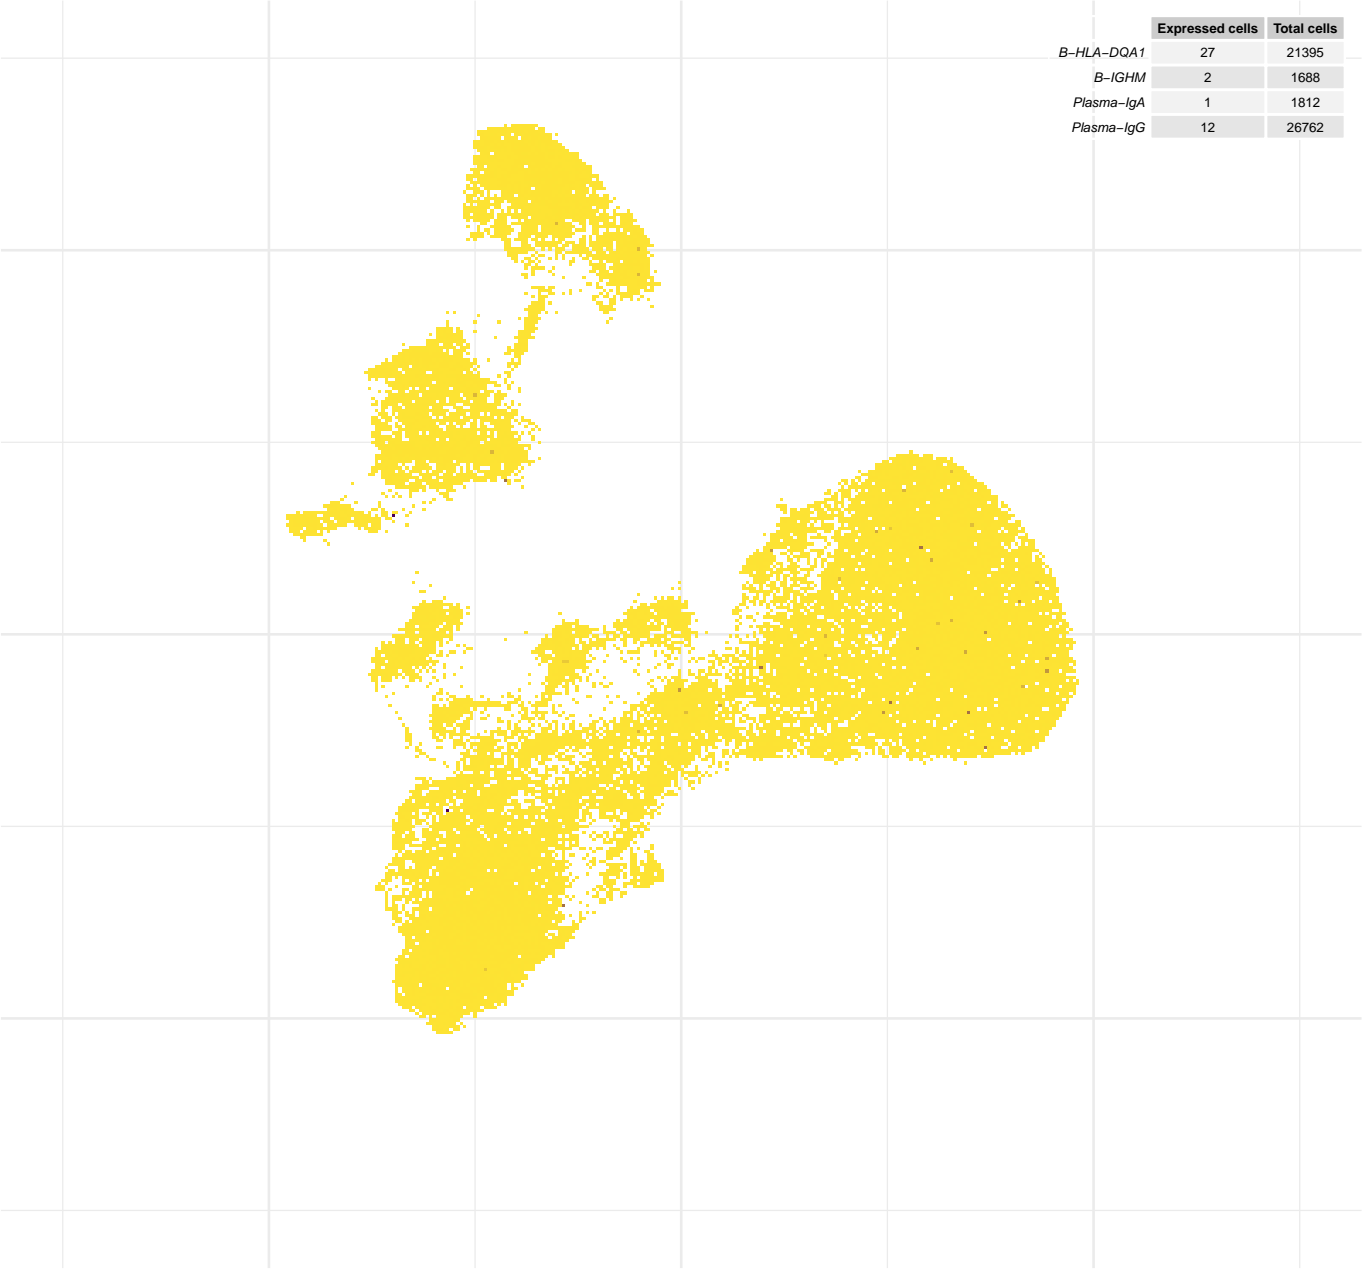 Expressed cells Total cells
B−HLA−DQA1 27 21395
B−IGHM 2 1688
Plasma−IgA 1 1812
Plasma−IgG 12 26762